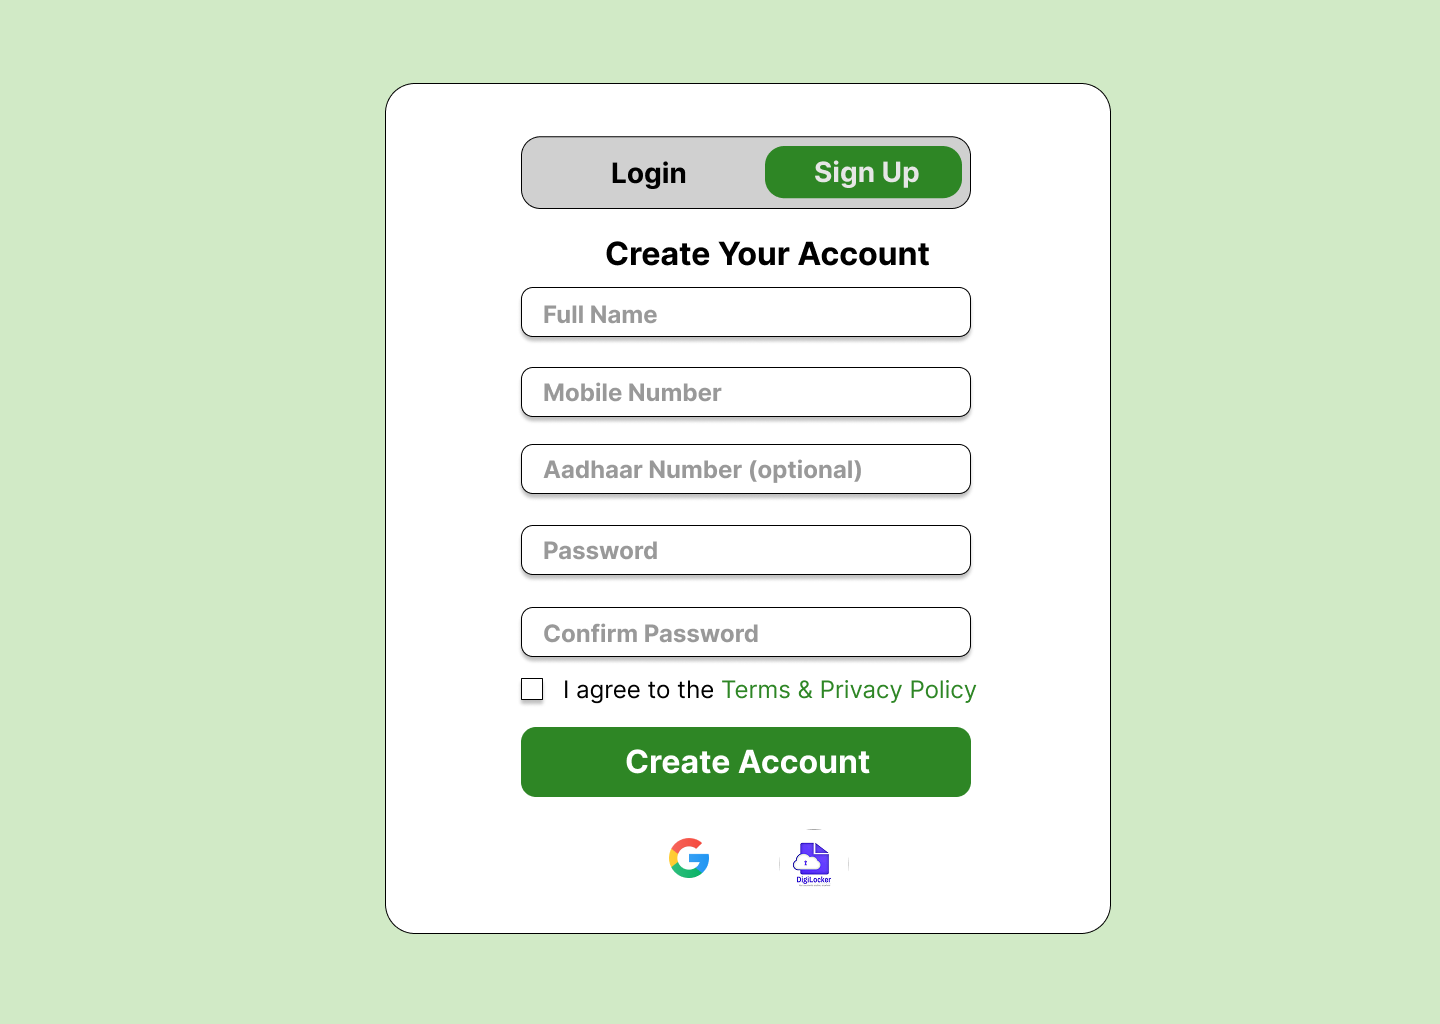 Login
Sign Up
Create Your Account
Full Name
Mobile Number
Aadhaar Number (optional)
Password
Confirm Password
I agree to the Terms & Privacy Policy
Create Account
DigiLocker